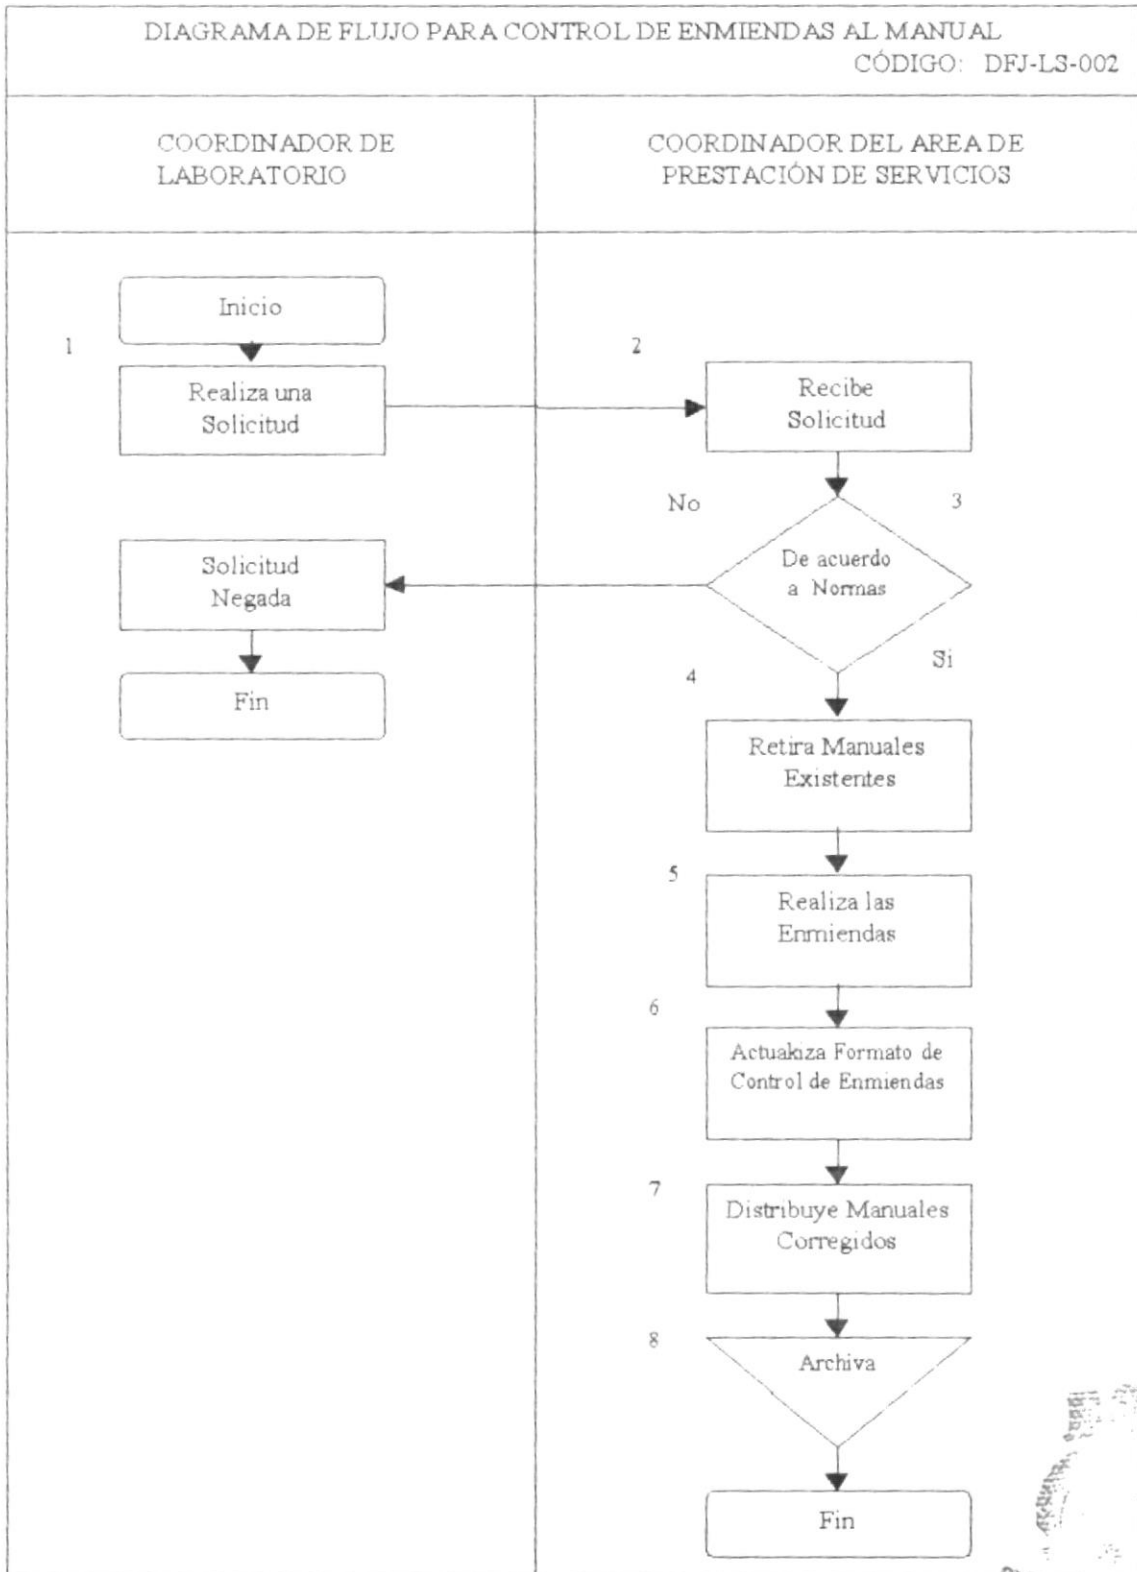 DIAGRAMA DE FLUJO PARA CONTROL DE ENMIENDAS AL MANUAL
CÓDIGO: DFJ-LS-002
COORDINADOR DE
LABORATORIO
COORDINADOR DEL AREA DE
PRESTACIÓN DE SERVICIOS
Inicio
1
Realiza una
Solicitud
2
Recibe
Solicitud
No
3
De acuerdo
a Normas
Solicitud
Negada
Si
Fin
4
Retira Manuales
Existentes
5
Realiza las
Enmiendas
6
Actuakiza Formato de
Control de Enmiendas
7
Distribuye Manuales
Corregidos
8
Archiva
Fin